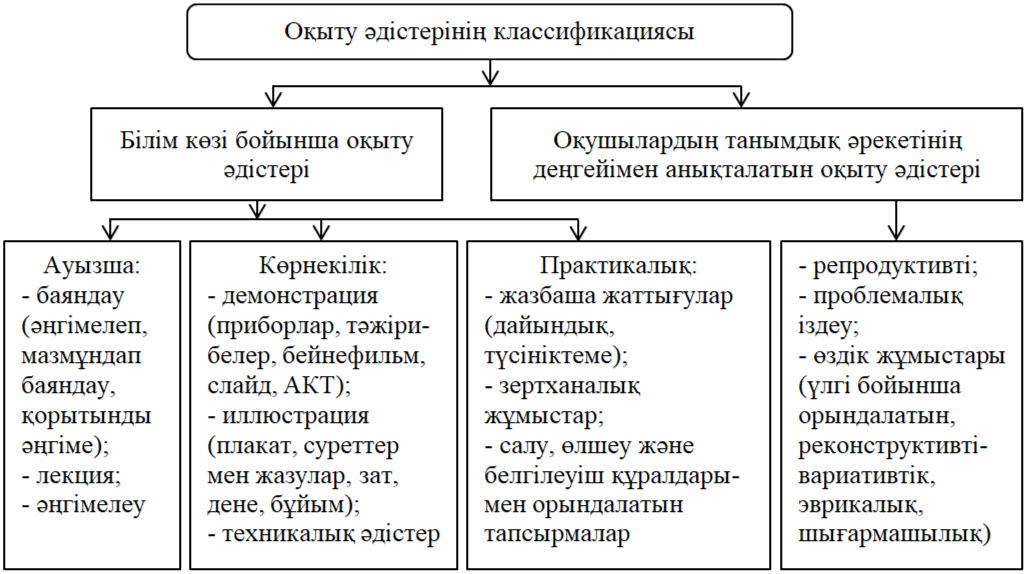 Оқыту әдістерінің классификациясы
Білім көзі бойынша оқыту
әдістері
Оқушылардың танымдық әрекетінің
деңгейімен анықталатын оқыту әдістері
Ауызша:
- баяндау
(әңгімелеп,
мазмұндап
баяндау,
қорытынды
әңгіме);
- лекция;
- әңгімелеу
Көрнекілік:
- демонстрация
(приборлар, тәжіри-
белер, бейнефильм,
слайд, АКТ);
- иллюстрация
(плакат, суреттер
мен жазулар, зат,
дене, бұйым);
- техникалық әдістер
Практикалық:
- жазбаша жаттығулар
(дайындық,
түсініктеме);
- зертханалық
жұмыстар;
- салу, өлшеу және
белгілеуіш құралдары-
мен орындалатын
тапсырмалар
- репродуктивті;
- проблемалық
іздеу;
- өздік жұмыстары
(үлгі бойынша
орындалатын,
реконструктивті-
вариативтік,
эврикалық,
шығармашылық)